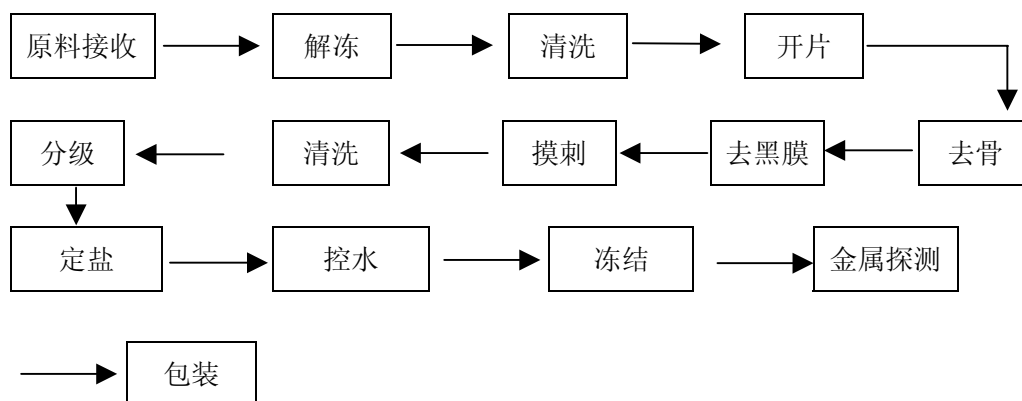 原料接收 解冻 清洗 开片
分级 清洗 摸刺 去黑膜 去骨
定盐 控水 冻结 金属探测
包装